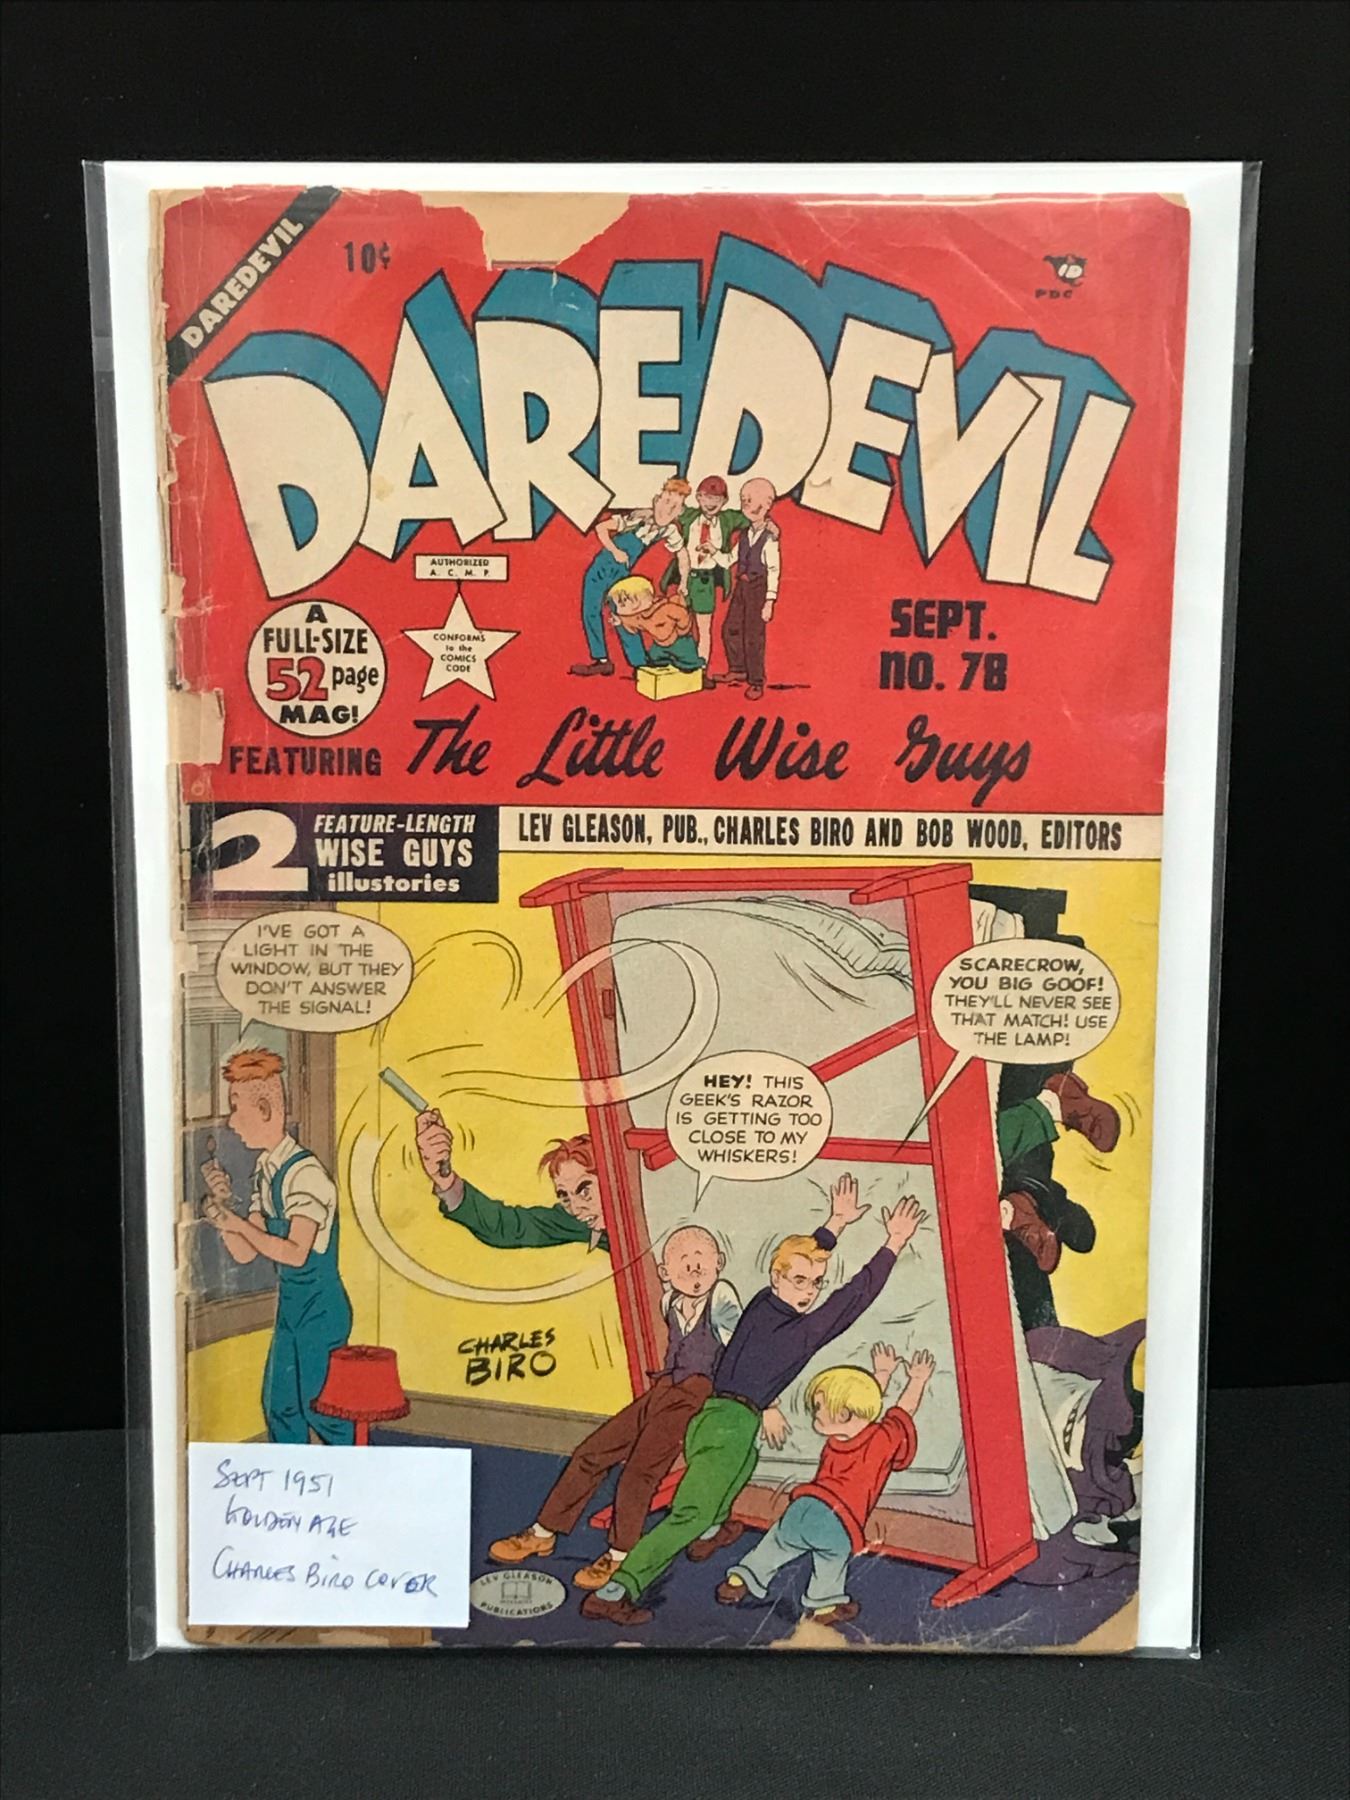 DAREDEVIL
10¢
PDC
DAREDEVIL
AUTHORIZED
A. C. M. P.
CONFORMS
to the
COMICS
CODE
A
FULL-SIZE
52 page
MAG!
SEPT.
NO. 78
FEATURING The Little Wise Guys
2 FEATURE-LENGTH
WISE GUYS
illustories
LEV GLEASON, PUB., CHARLES BIRO AND BOB WOOD, EDITORS
I'VE GOT A
LIGHT IN THE
WINDOW, BUT THEY
DON'T ANSWER
THE SIGNAL!
SCARECROW,
YOU BIG GOOF!
THEY'LL NEVER SEE
THAT MATCH! USE
THE LAMP!
HEY! THIS
GEEK'S RAZOR
IS GETTING TOO
CLOSE TO MY
WHISKERS!
CHARLES
BIRO
SEPT 1951
GOLDEN AGE
CHARLES BIRO COVER
LEV GLEASON
PUBLICATIONS